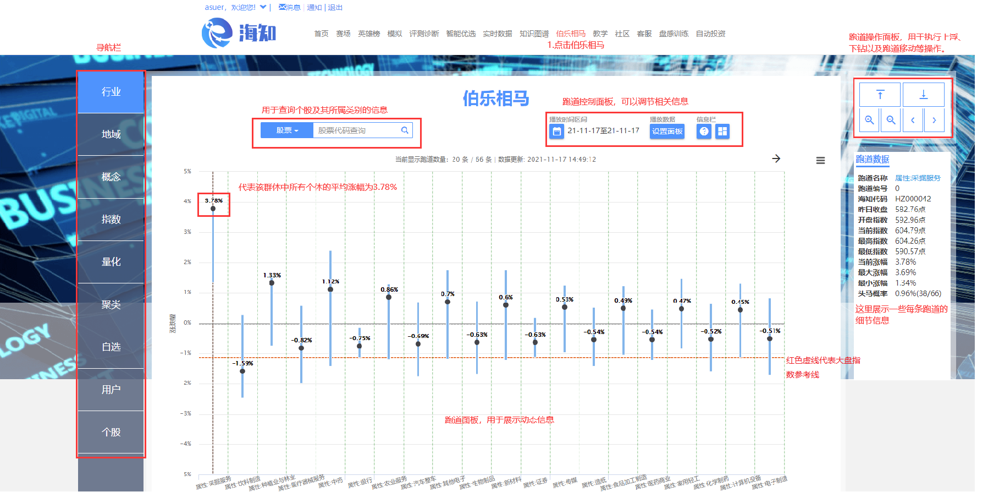 asuer，欢迎您! | 消息 | 通知 | 退出
海知
首页 赛场 英雄榜 模拟 评测诊断 智能优选 实时数据 知识图谱 伯乐相马 教学 社区 客服 盘感训练 自动投资
1.点击伯乐相马
导航栏
跑道操作面板，用于执行上浮、
下钻以及跑道移动等操作。
行业
地域
概念
指数
量化
聚类
自选
用户
个股
伯乐相马
用于查询个股及其所属类别的信息
股票 股票代码查询
跑道控制面板，可以调节相关信息
播放时间区间 播放数据 信息栏
21-11-17至21-11-17 设置面板
当前显示跑道数量：20 条 / 66 条 | 数据更新: 2021-11-17 14:49:12
代表该群体中所有个体的平均涨幅为3.78%
5%
4%
3%
2%
1%
0%
-1%
2%
-3%
-4%
5%
涨跌幅
3.78%
-1.59%
1.33%
-0.82%
1.12%
-0.75%
0.86%
-0.69%
0.7%
-0.63%
0.6%
-0.63%
0.53%
-0.54%
0.49%
-0.54%
0.47%
-0.52%
0.45%
-0.51%
红色虚线代表大盘指
数参考线
跑道面板，用于展示动态信息
属性:采掘服务
属性:饮料制造
属性:种植业与林业
属性:医疗器械服务
属性:中药
属性:银行
属性:农业服务
属性:汽车整车
属性:其他电子
属性:生物制品
属性:新材料
属性:证券
属性:传媒
属性:造纸
属性:食品加工制造
属性:医药商业
属性:家用轻工
属性:化学制药
属性:计算机设备
属性:电子制造
跑道数据
跑道名称 属性:采掘服务
跑道编号 0
海知代码 HZ000042
昨日收盘 582.76点
开盘指数 592.96点
当前指数 604.79点
最高指数 604.26点
最低指数 590.57点
当前涨幅 3.78%
最大涨幅 3.69%
最小涨幅 1.34%
头马概率 0.96%(38/66)
这里展示一些每条跑道的
细节信息
BUSINESS
TECHNOLOGY
DIGITAL
BUSINESS
OLOGY
INESS